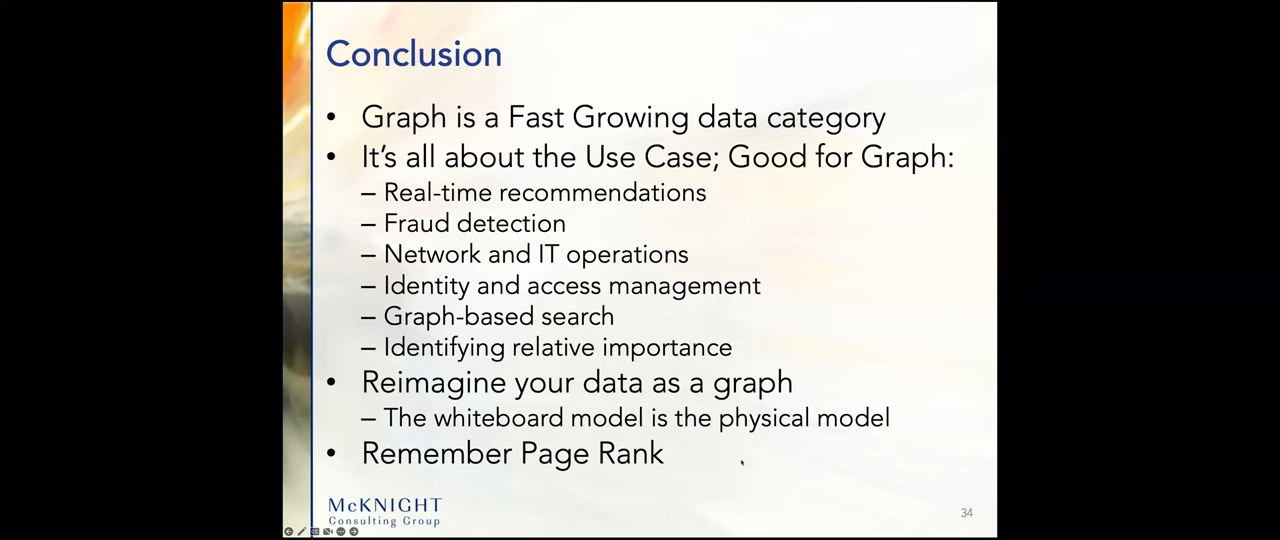 Conclusion
• Graph is a Fast Growing data category
• It's all about the Use Case; Good for Graph:
– Real-time recommendations
– Fraud detection
– Network and IT operations
– Identity and access management
– Graph-based search
– Identifying relative importance
• Reimagine your data as a graph
– The whiteboard model is the physical model
• Remember Page Rank
McKNIGHT
Consulting Group
34